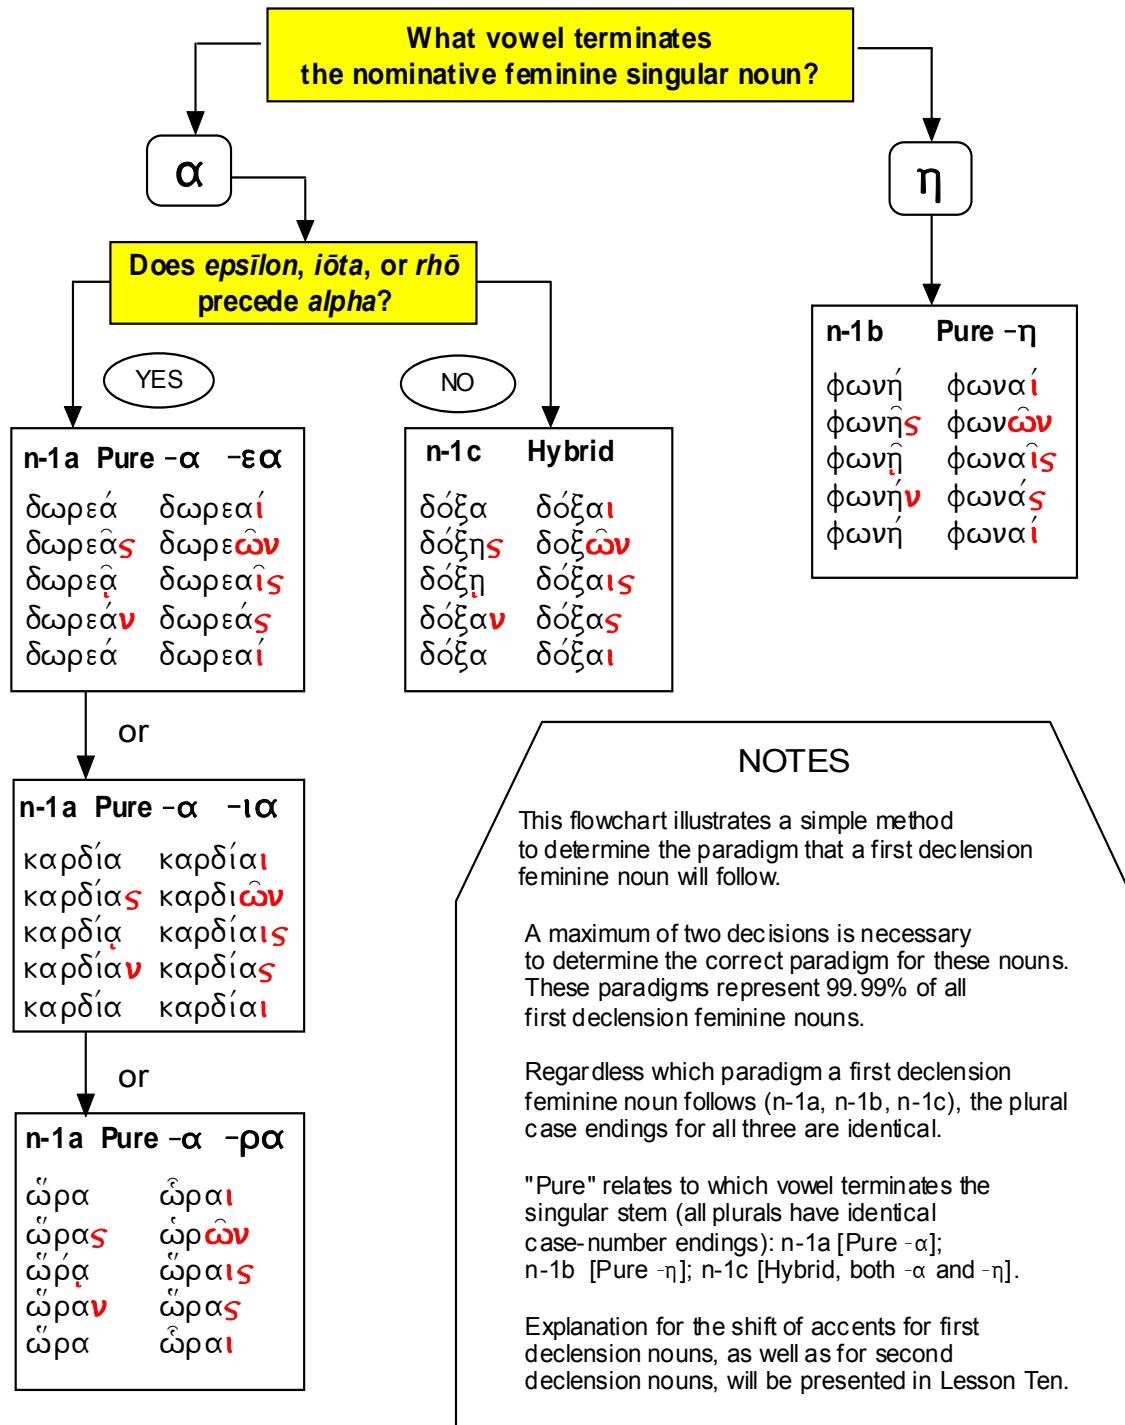 What vowel terminates
the nominative feminine singular noun?
α
η
Does epsīlon, iōta, or rhō
precede alpha?
YES
NO
n-1a Pure -α -εα
δωρεά δωρεαί
δωρεᾶς δωρεῶν
δωρεᾷ δωρεαῖς
δωρεάν δωρεάς
δωρεά δωρεαί
n-1c Hybrid
δόξα δόξαι
δόξης δοξῶν
δόξῃ δόξαις
δόξαν δόξας
δόξα δόξαι
n-1b Pure -η
φωνή φωναί
φωνῆς φωνῶν
φωνῇ φωναῖς
φωνήν φωνάς
φωνή φωναί
or
n-1a Pure -α -ια
καρδία καρδίαι
καρδίας καρδιῶν
καρδίᾳ καρδίαις
καρδίαν καρδίας
καρδία καρδίαι
or
n-1a Pure -α -ρα
ὥρα ὧραι
ὥρας ὡρῶν
ὥρᾴ ὥραις
ὥραν ὥρας
ὥρα ὧραι
NOTES
This flowchart illustrates a simple method
to determine the paradigm that a first declension
feminine noun will follow.
A maximum of two decisions is necessary
to determine the correct paradigm for these nouns.
These paradigms represent 99.99% of all
first declension feminine nouns.
Regardless which paradigm a first declension
feminine noun follows (n-1a, n-1b, n-1c), the plural
case endings for all three are identical.
"Pure" relates to which vowel terminates the
singular stem (all plurals have identical
case-number endings): n-1a [Pure -α];
n-1b [Pure -η]; n-1c [Hybrid, both -α and -η].
Explanation for the shift of accents for first
declension nouns, as well as for second
declension nouns, will be presented in Lesson Ten.